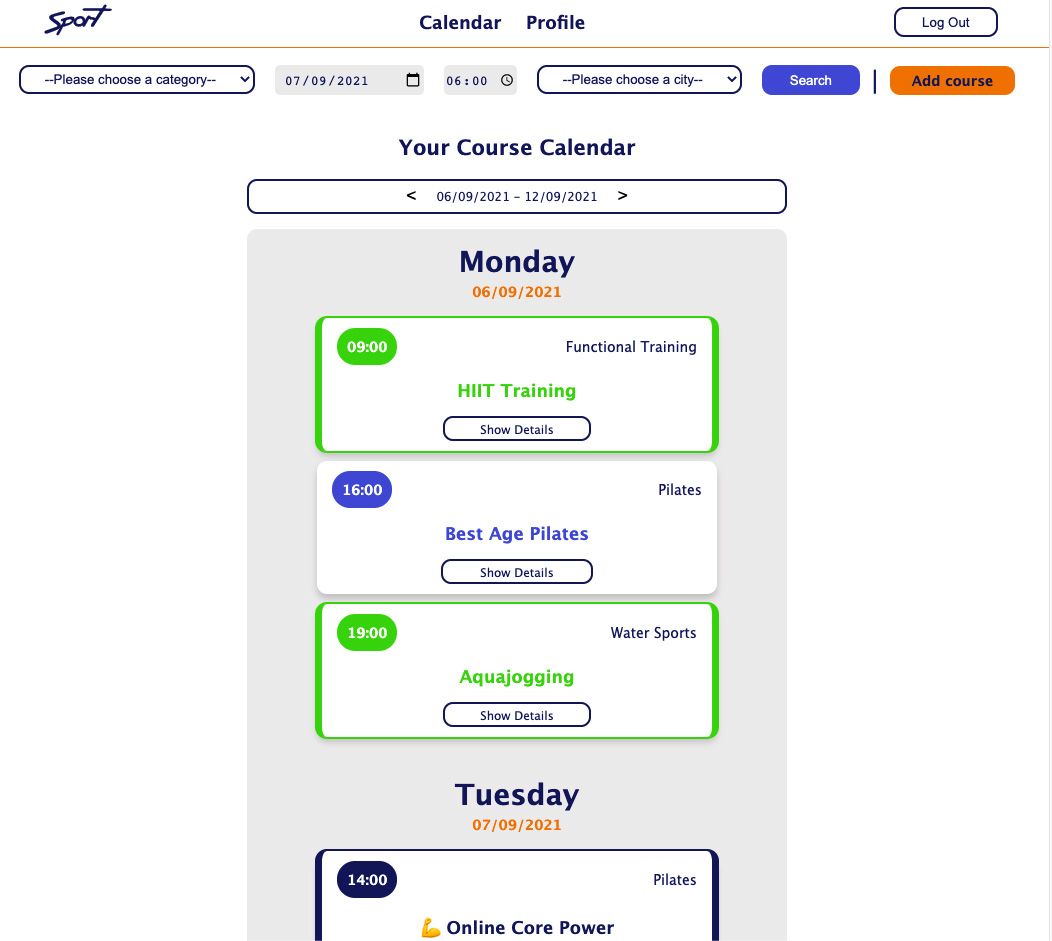 Sport
Calendar Profile
Log Out
--Please choose a category-- 07/09/2021 06:00 --Please choose a city-- Search | Add course
Your Course Calendar
< 06/09/2021 – 12/09/2021 >
Monday
06/09/2021
09:00 Functional Training
HIIT Training
Show Details
16:00 Pilates
Best Age Pilates
Show Details
19:00 Water Sports
Aquajogging
Show Details
Tuesday
07/09/2021
14:00 Pilates
💪 Online Core Power